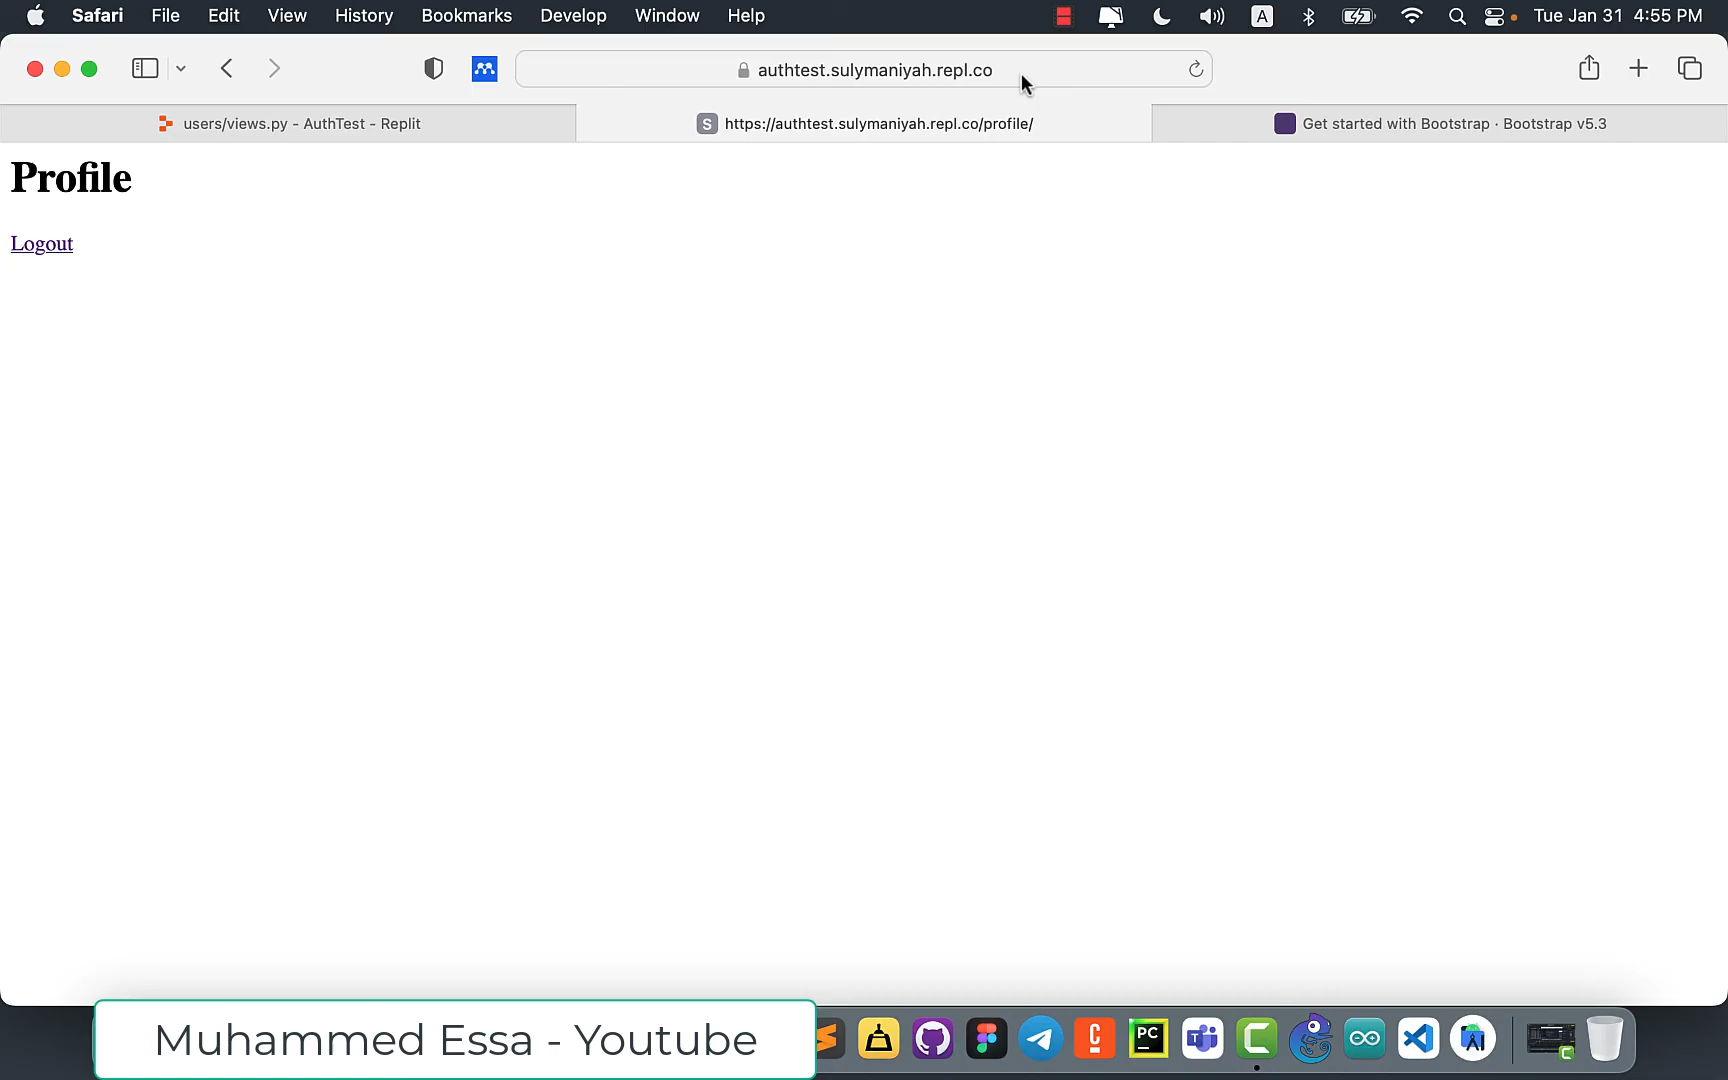 Safari File Edit View History Bookmarks Develop Window Help A Tue Jan 31 4:55 PM
authtest.sulymaniyah.repl.co
users/views.py - AuthTest - Replit
S https://authtest.sulymaniyah.repl.co/profile/
Get started with Bootstrap · Bootstrap v5.3
Profile
Logout
Muhammed Essa - Youtube
PC